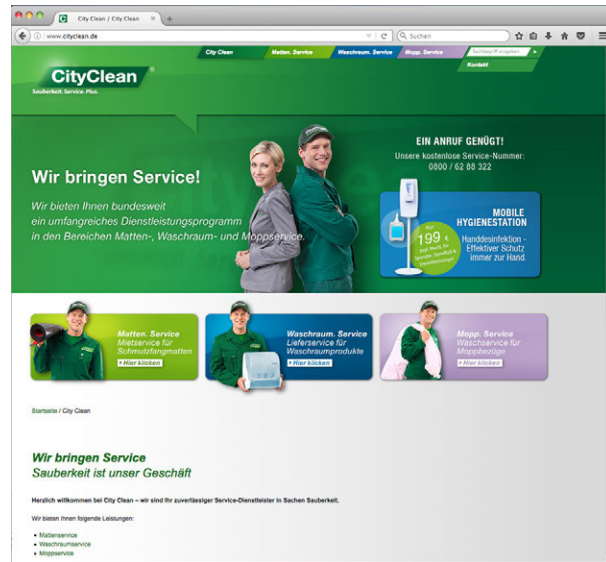 City Clean / City Clean
www.cityclean.de
Suchen
City Clean
Matten. Service
Waschraum. Service
Mopp. Service
Suchbegriff eingeben
Kontakt
CityClean®
Sauberkeit. Service. Plus.
EIN ANRUF GENÜGT!
Unsere kostenlose Service-Nummer:
0800 / 62 88 322
Wir bringen Service!
Wir bieten Ihnen bundesweit
ein umfangreiches Dienstleistungsprogramm
in den Bereichen Matten-, Waschraum- und Moppservice.
MOBILE
HYGIENESTATION
Handdesinfektion -
Effektiver Schutz
immer zur Hand.
Nur
199 €
Matten. Service
Mietservice für
Schmutzfangmatten
Hier klicken
Waschraum. Service
Lieferservice für
Waschraumprodukte
Hier klicken
Mopp. Service
Waschservice für
Moppbezüge
Hier klicken
Startseite / City Clean
Wir bringen Service
Sauberkeit ist unser Geschäft
Herzlich willkommen bei City Clean – wir sind Ihr zuverlässiger Service-Dienstleister in Sachen Sauberkeit.
Wir bieten Ihnen folgende Leistungen:
• Mattenservice
• Waschraumservice
• Moppservice